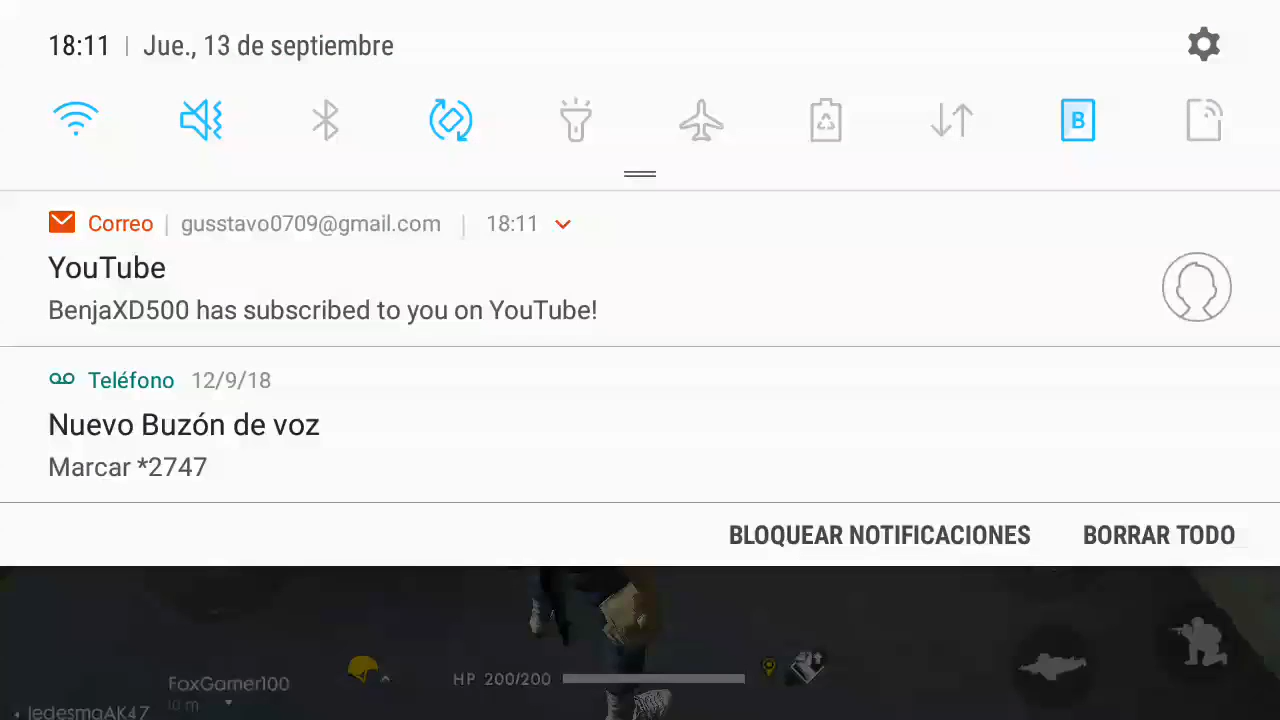 18:11 | Jue., 13 de septiembre
B
Correo | gusstavo0709@gmail.com | 18:11
YouTube
BenjaXD500 has subscribed to you on YouTube!
Teléfono 12/9/18
Nuevo Buzón de voz
Marcar *2747
BLOQUEAR NOTIFICACIONES BORRAR TODO
HP 200/200
FoxGamer100
10 m
ledesmaAK47